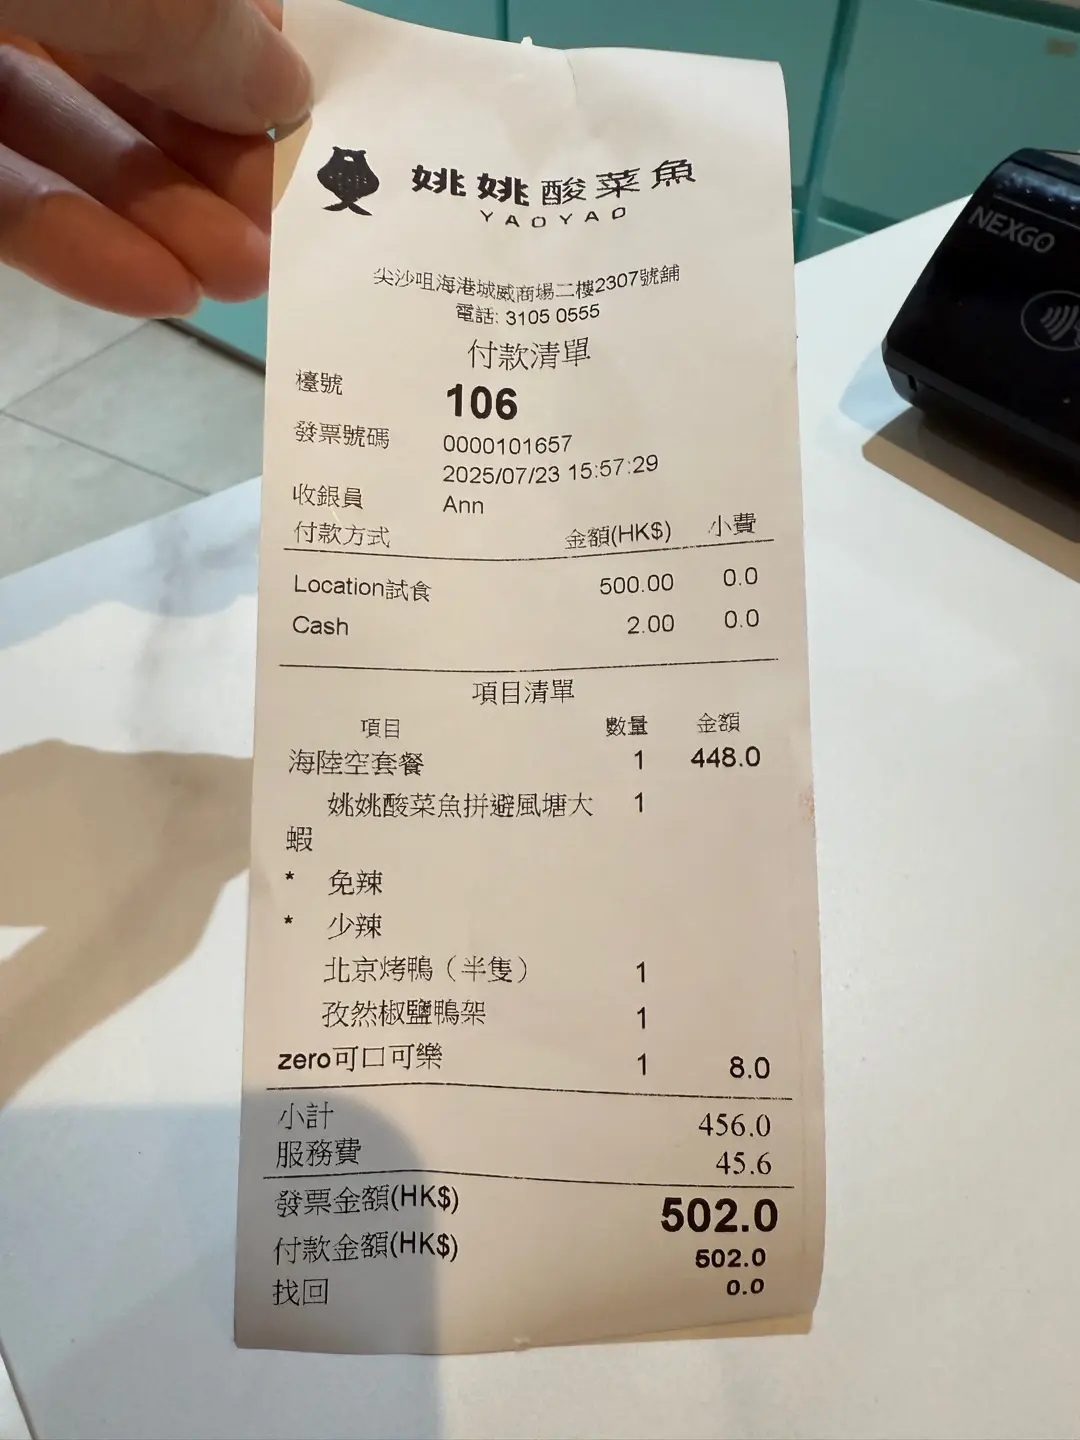 姚姚酸菜魚
YAOYAO
尖沙咀海港城威商場二樓2307號舖
電話: 3105 0555
付款清單
檯號 106
發票號碼 0000101657
2025/07/23 15:57:29
收銀員 Ann
付款方式 金額(HK$) 小費
Location試食 500.00 0.0
Cash 2.00 0.0
項目清單
項目 數量 金額
海陸空套餐 1 448.0
姚姚酸菜魚拼避風塘大 1
蝦
* 免辣
* 少辣
北京烤鴨（半隻） 1
孜然椒鹽鴨架 1
zero可口可樂 1 8.0
小計 456.0
服務費 45.6
發票金額(HK$) 502.0
付款金額(HK$) 502.0
找回 0.0
NEXGO